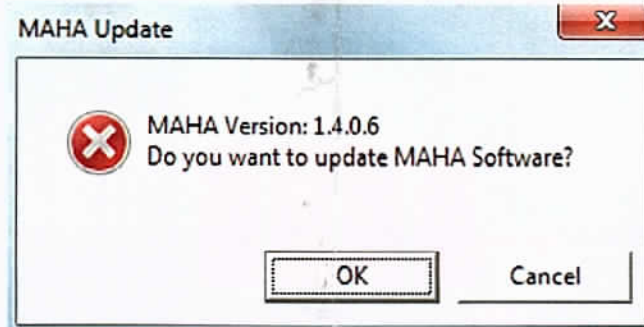 MAHA Update
MAHA Version: 1.4.0.6
Do you want to update MAHA Software?
OK
Cancel